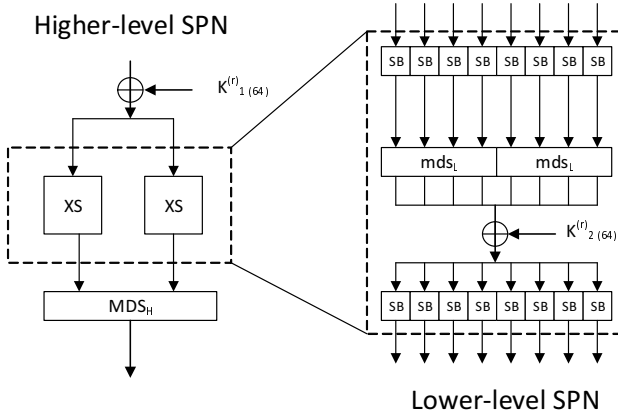 Higher-level SPN
K(r)1 (64)
XS XS
MDSH
SB SB SB SB SB SB SB SB
mdsL mdsL
K(r)2 (64)
SB SB SB SB SB SB SB SB
Lower-level SPN